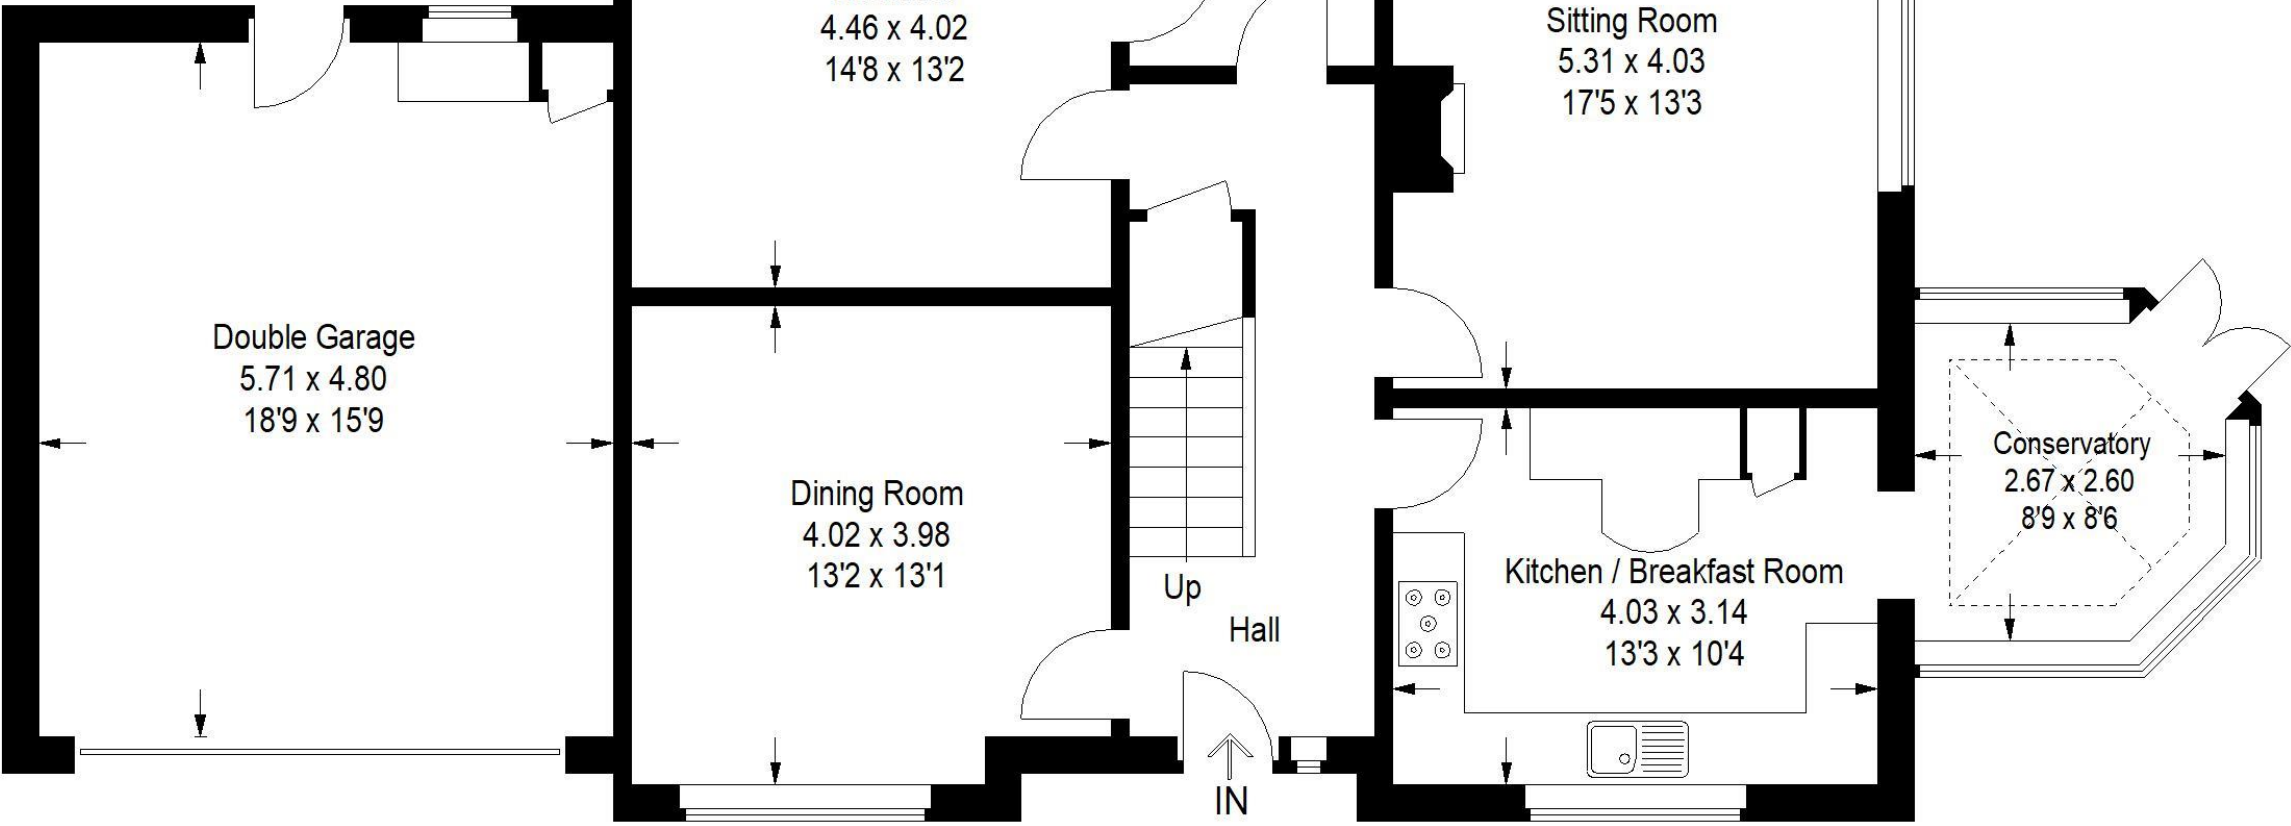 4.46 x 4.02
14'8 x 13'2
Sitting Room
5.31 x 4.03
17'5 x 13'3
Double Garage
5.71 x 4.80
18'9 x 15'9
Dining Room
4.02 x 3.98
13'2 x 13'1
Up
Hall
IN
Kitchen / Breakfast Room
4.03 x 3.14
13'3 x 10'4
Conservatory
2.67 x 2.60
8'9 x 8'6